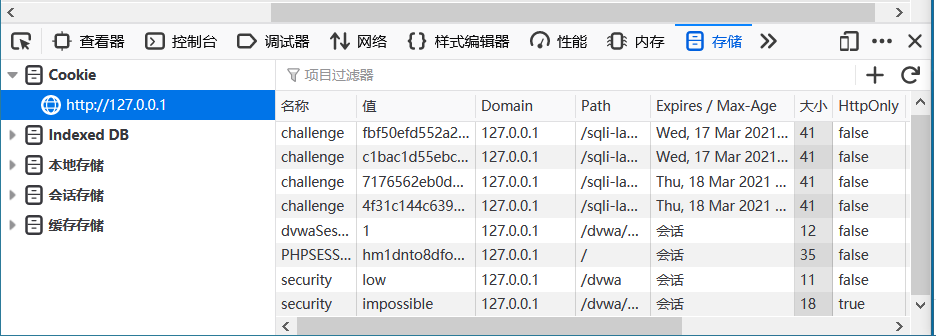 查看器 控制台 调试器 网络 {} 样式编辑器 性能 内存 存储
Cookie 项目过滤器
http://127.0.0.1
Indexed DB
本地存储
会话存储
缓存存储
名称 值 Domain Path Expires / Max-Age 大小 HttpOnly
challenge fbf50efd552a2... 127.0.0.1 /sqli-la... Wed, 17 Mar 2021... 41 false
challenge c1bac1d55ebc... 127.0.0.1 /sqli-la... Wed, 17 Mar 2021... 41 false
challenge 7176562eb0d... 127.0.0.1 /sqli-la... Thu, 18 Mar 2021 ... 41 false
challenge 4f31c144c639... 127.0.0.1 /sqli-la... Thu, 18 Mar 2021 ... 41 false
dvwaSes... 1 127.0.0.1 /dvwa/... 会话 12 false
PHPSESS... hm1dnto8dfo... 127.0.0.1 / 会话 35 false
security low 127.0.0.1 /dvwa 会话 11 false
security impossible 127.0.0.1 /dvwa/... 会话 18 true